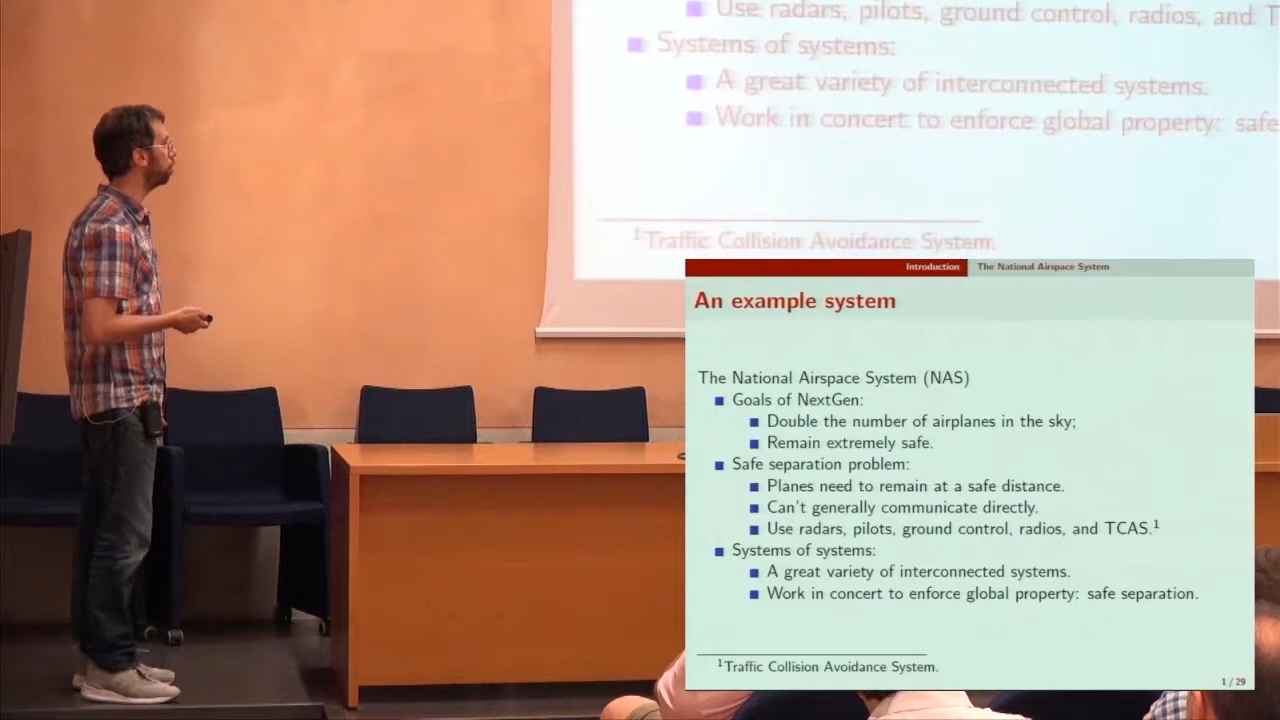 Use radars, pilots, ground control, radios, and T
Systems of systems:
A great variety of interconnected systems.
Work in concert to enforce global property: safe
1Traffic Collision Avoidance System.
Introduction The National Airspace System
An example system
The National Airspace System (NAS)
Goals of NextGen:
Double the number of airplanes in the sky;
Remain extremely safe.
Safe separation problem:
Planes need to remain at a safe distance.
Can't generally communicate directly.
Use radars, pilots, ground control, radios, and TCAS.1
Systems of systems:
A great variety of interconnected systems.
Work in concert to enforce global property: safe separation.
1Traffic Collision Avoidance System.
1 / 29